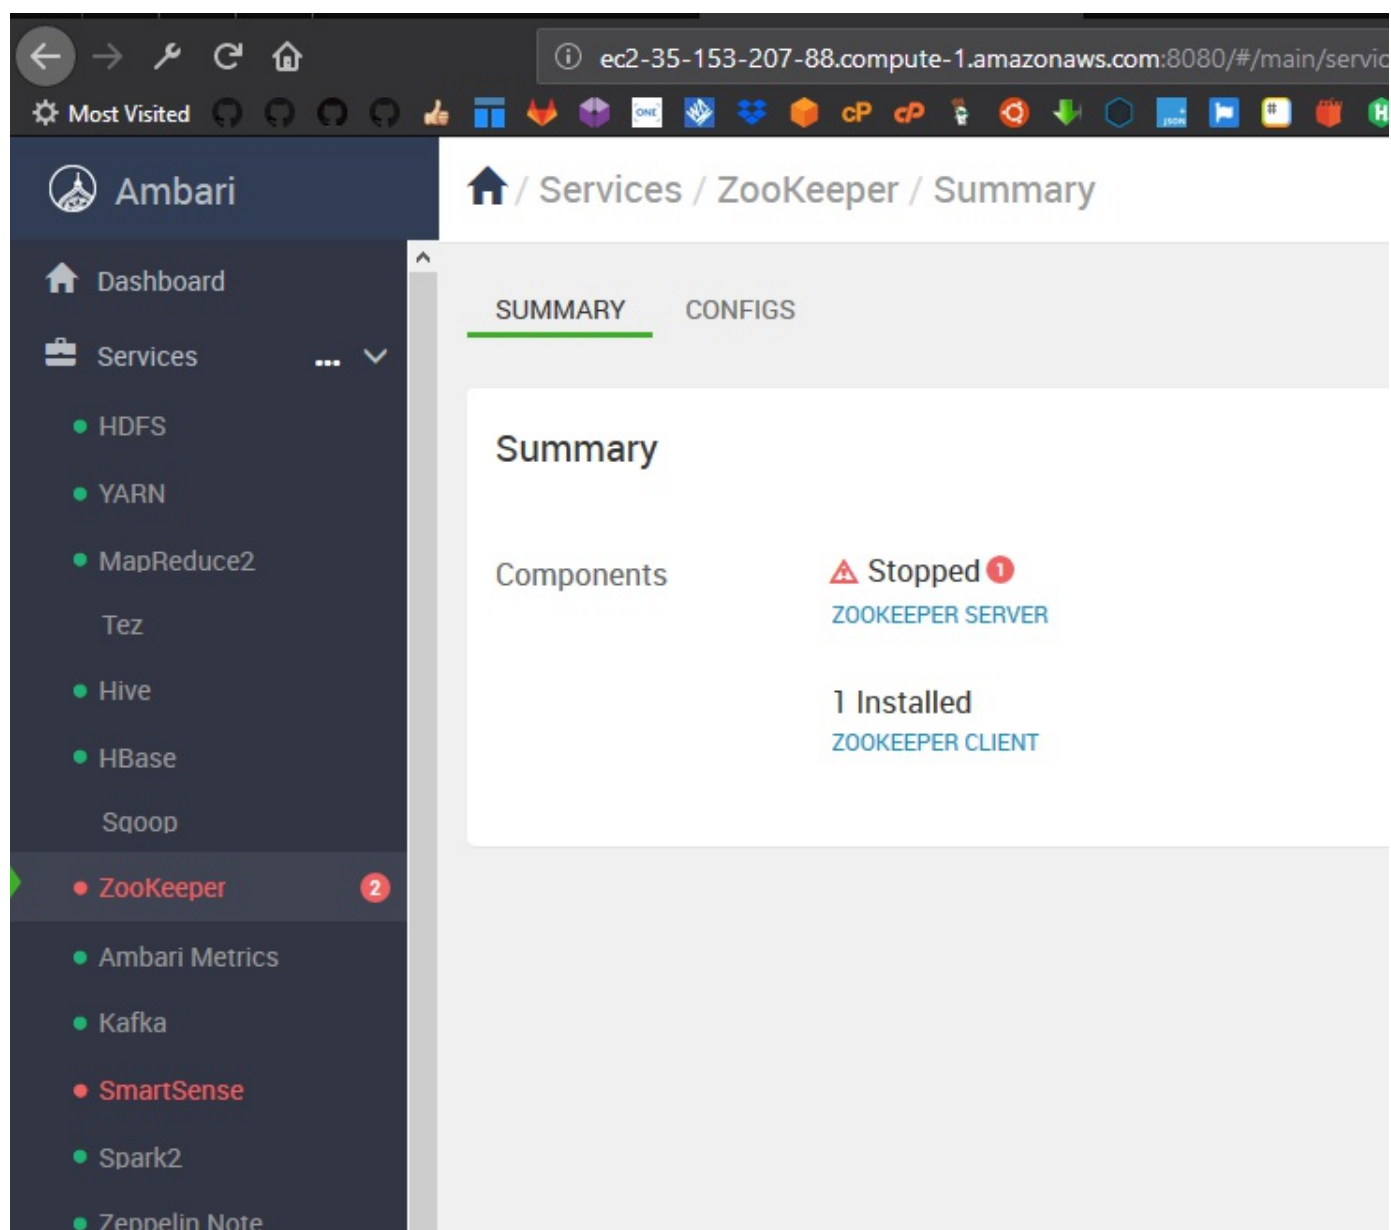 ec2-35-153-207-88.compute-1.amazonaws.com:8080/#/main/servic
Most Visited
ONE
cP
cP
JSON
#
H
Ambari
/ Services / ZooKeeper / Summary
Dashboard
SUMMARY CONFIGS
Services ...
HDFS
Summary
YARN
MapReduce2
Components
Stopped 1
ZOOKEEPER SERVER
Tez
Hive
1 Installed
ZOOKEEPER CLIENT
HBase
Sqoop
ZooKeeper 2
Ambari Metrics
Kafka
SmartSense
Spark2
Zeppelin Note